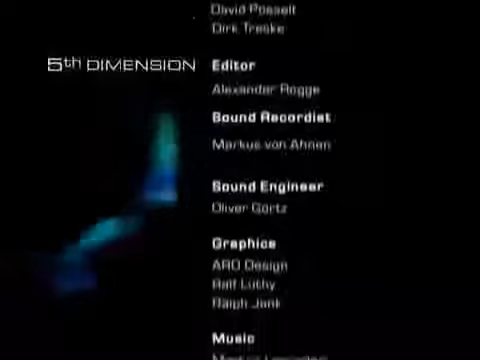 David Posselt
Dirk Treske
5th DIMENSION
Editor
Alexander Rogge
Sound Recordist
Markus von Ahnen
Sound Engineer
Oliver Görtz
Graphics
ARO Design
Ralf Luthy
Ralph Jenk
Music